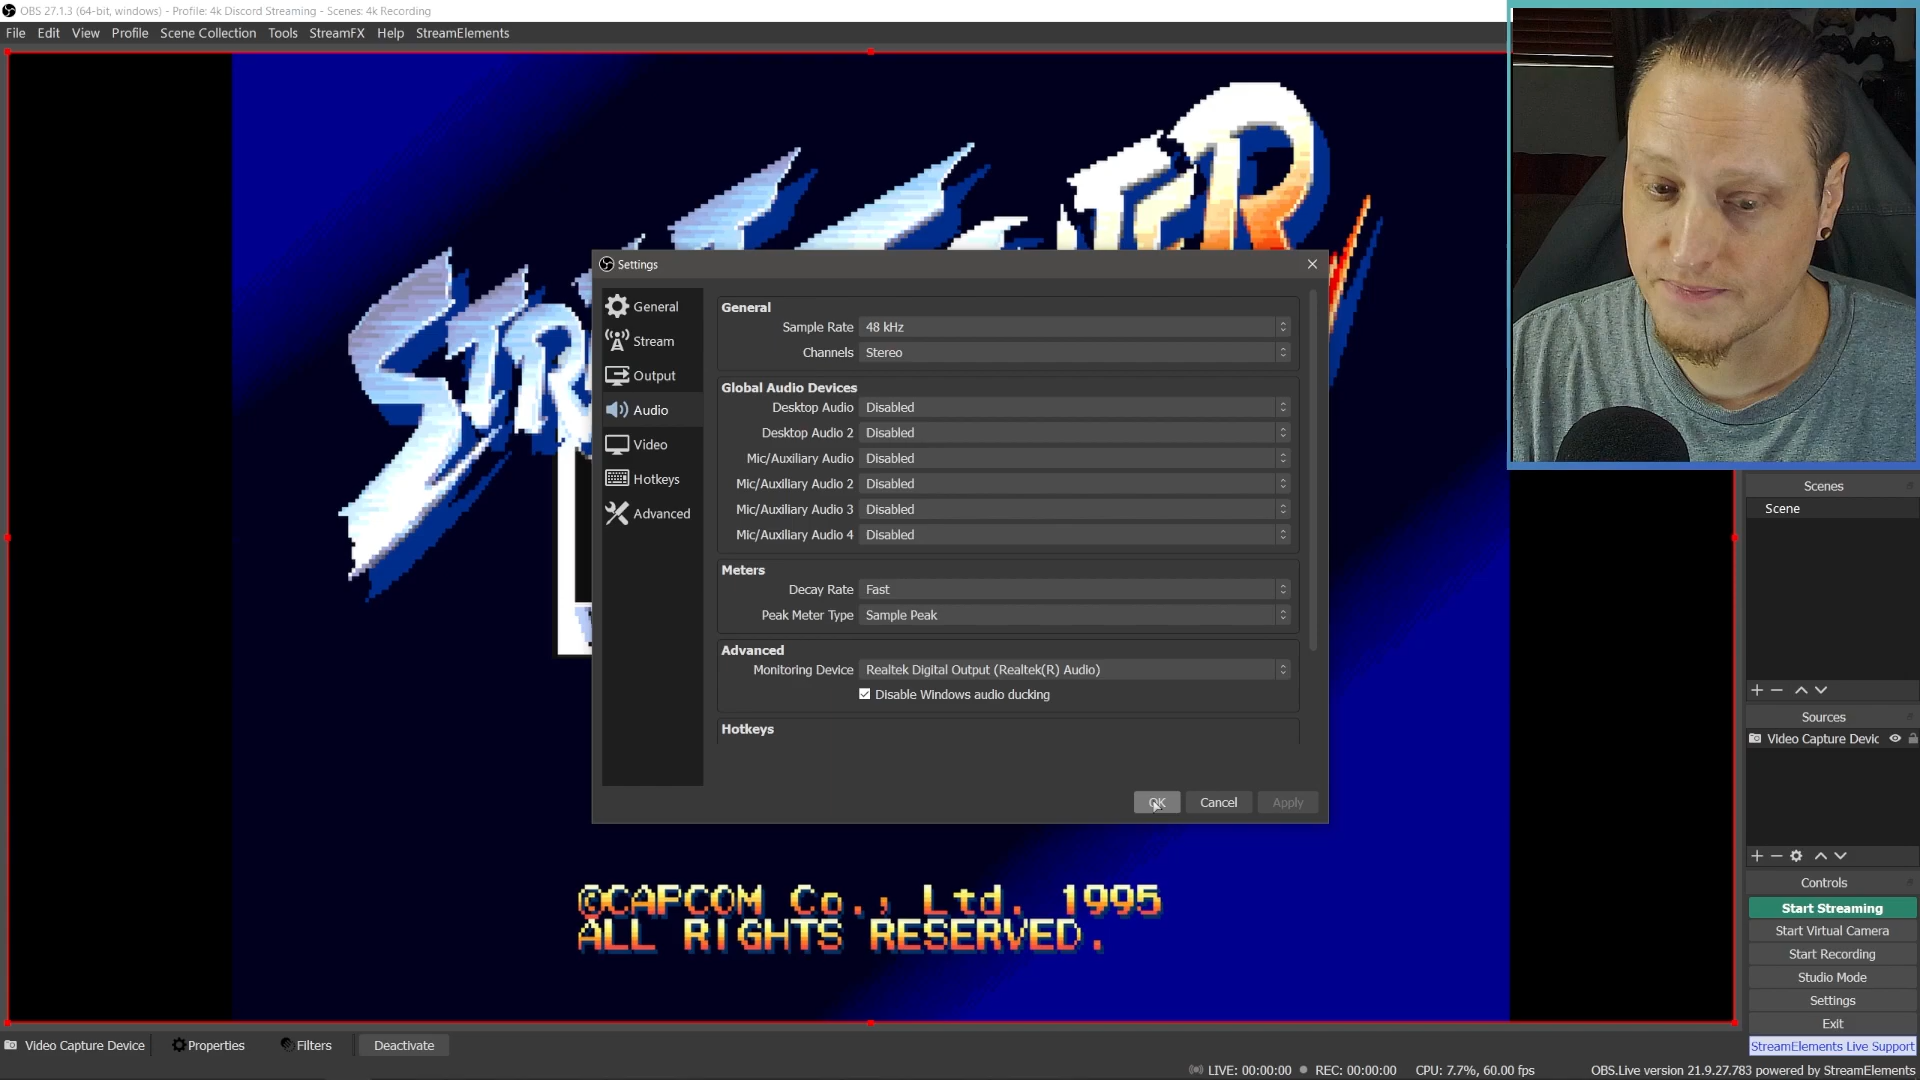 OBS 27.1.3 (64-bit, windows) - Profile: 4k Discord Streaming - Scenes: 4k Recording
File Edit View Profile Scene Collection Tools StreamFX Help StreamElements
Settings
General
Stream
Output
Audio
Video
Hotkeys
Advanced
General
Sample Rate 48 kHz
Channels Stereo
Global Audio Devices
Desktop Audio Disabled
Desktop Audio 2 Disabled
Mic/Auxiliary Audio Disabled
Mic/Auxiliary Audio 2 Disabled
Mic/Auxiliary Audio 3 Disabled
Mic/Auxiliary Audio 4 Disabled
Meters
Decay Rate Fast
Peak Meter Type Sample Peak
Advanced
Monitoring Device Realtek Digital Output (Realtek(R) Audio)
Disable Windows audio ducking
Hotkeys
OK Cancel Apply
©CAPCOM Co., Ltd. 1995
ALL RIGHTS RESERVED.
Scenes
Scene
Sources
Video Capture Devic
Controls
Start Streaming
Start Virtual Camera
Start Recording
Studio Mode
Settings
Exit
StreamElements Live Support
Video Capture Device Properties Filters Deactivate
LIVE: 00:00:00 REC: 00:00:00 CPU: 7.7%, 60.00 fps OBS.Live version 21.9.27.783 powered by StreamElements